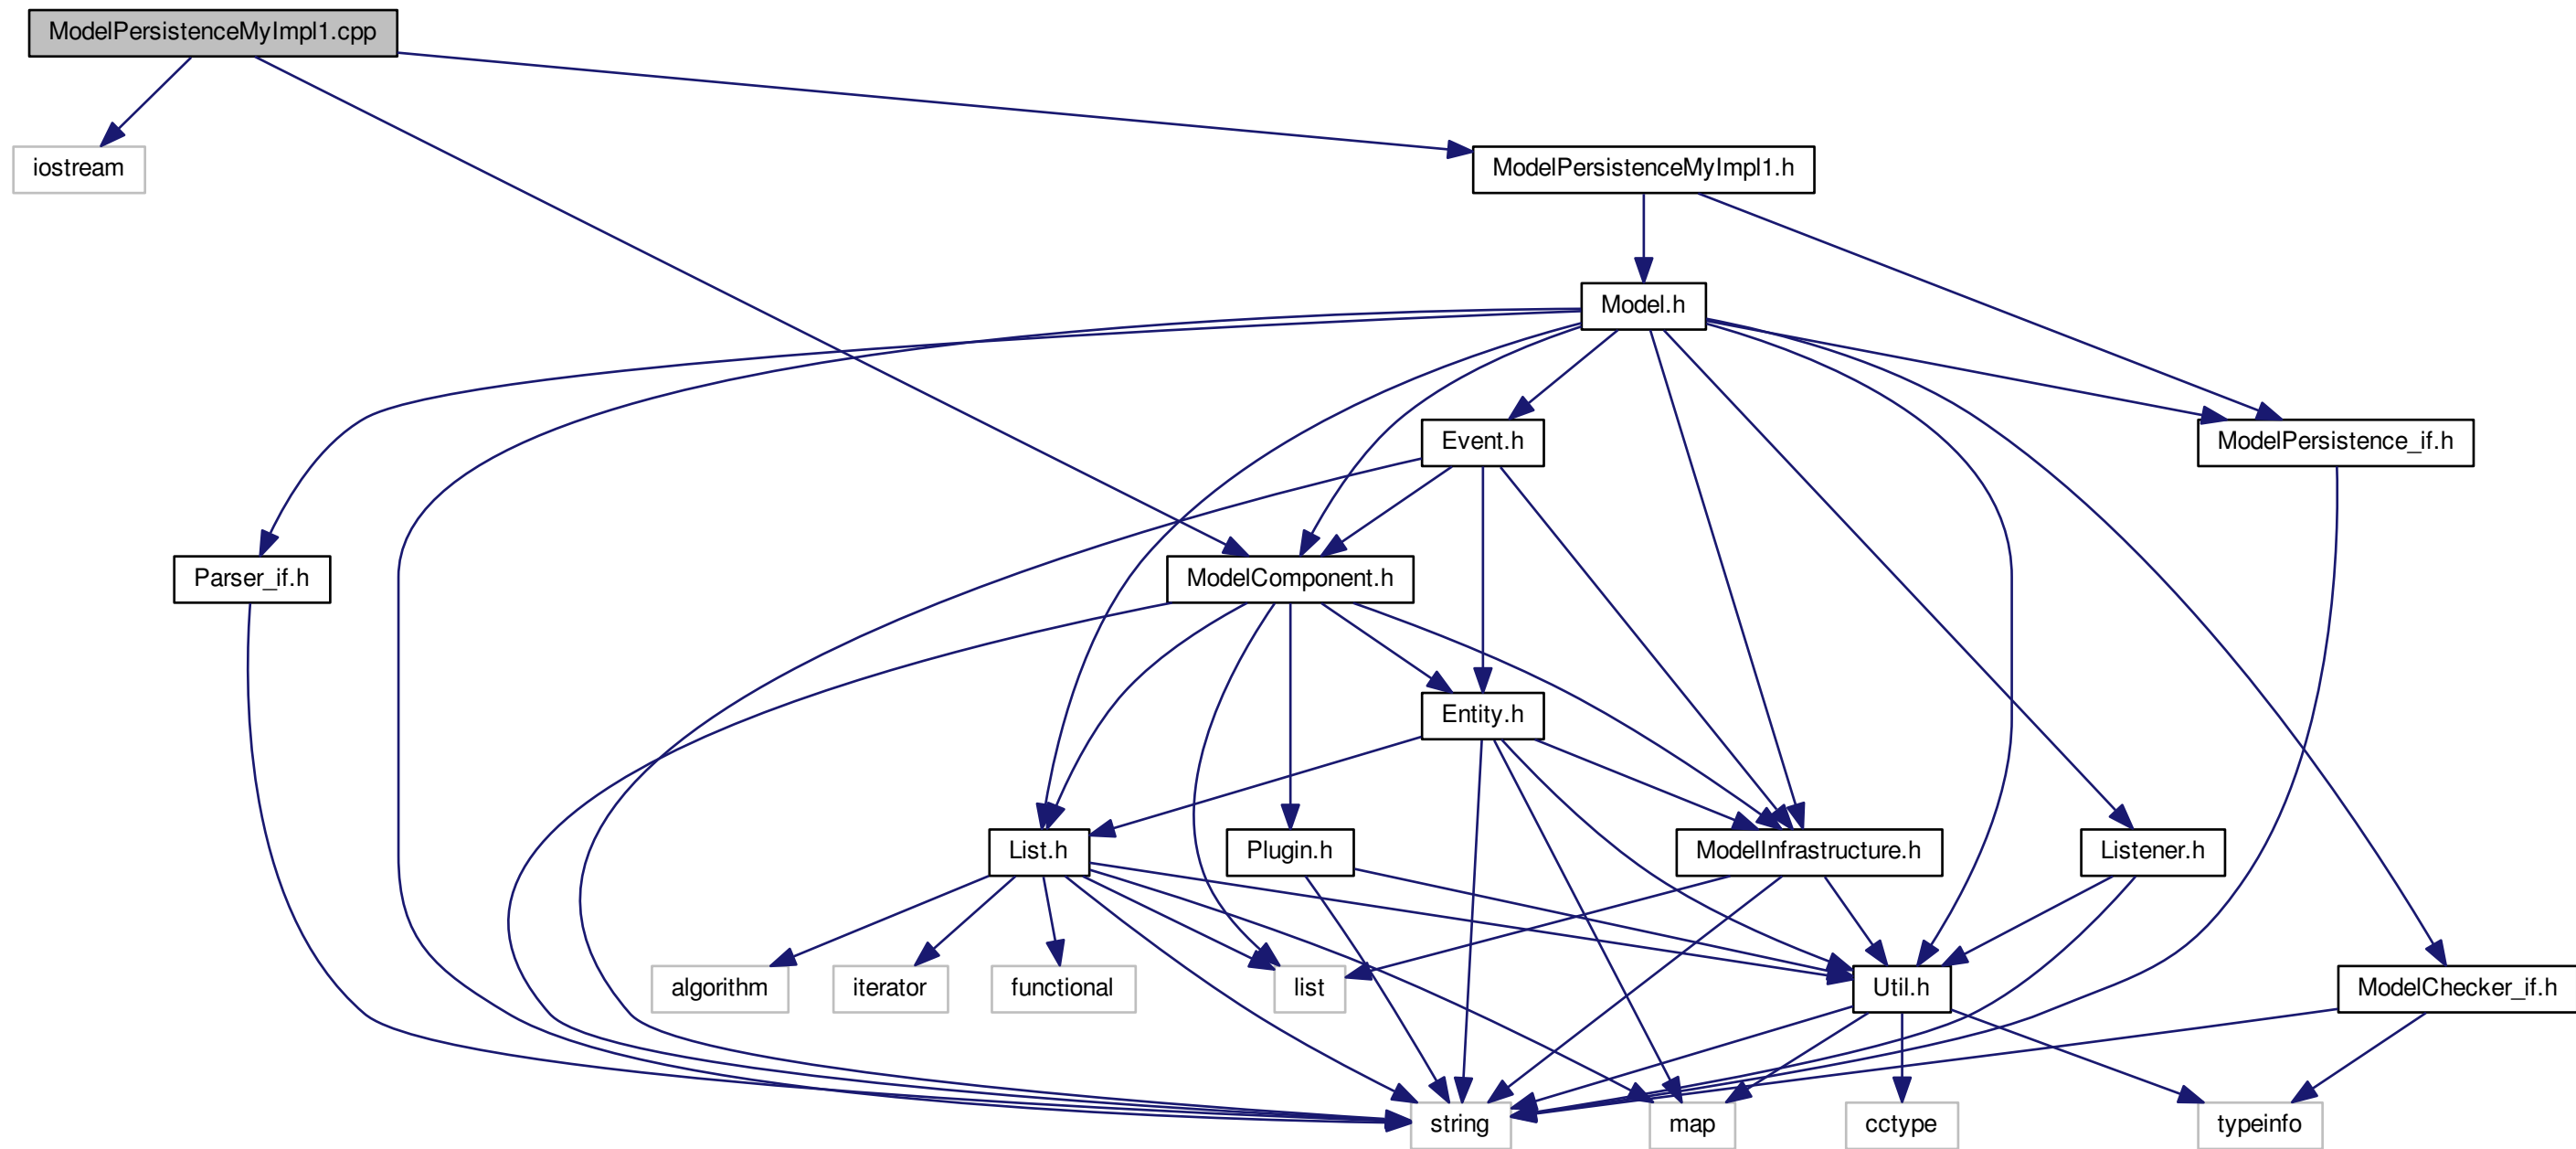 ModelPersistenceMyImpl1.cpp
iostream
ModelPersistenceMyImpl1.h
Model.h
Event.h
ModelPersistence_if.h
Parser_if.h
ModelComponent.h
Entity.h
List.h
Plugin.h
ModelInfrastructure.h
Listener.h
algorithm
iterator
functional
list
Util.h
ModelChecker_if.h
string
map
cctype
typeinfo